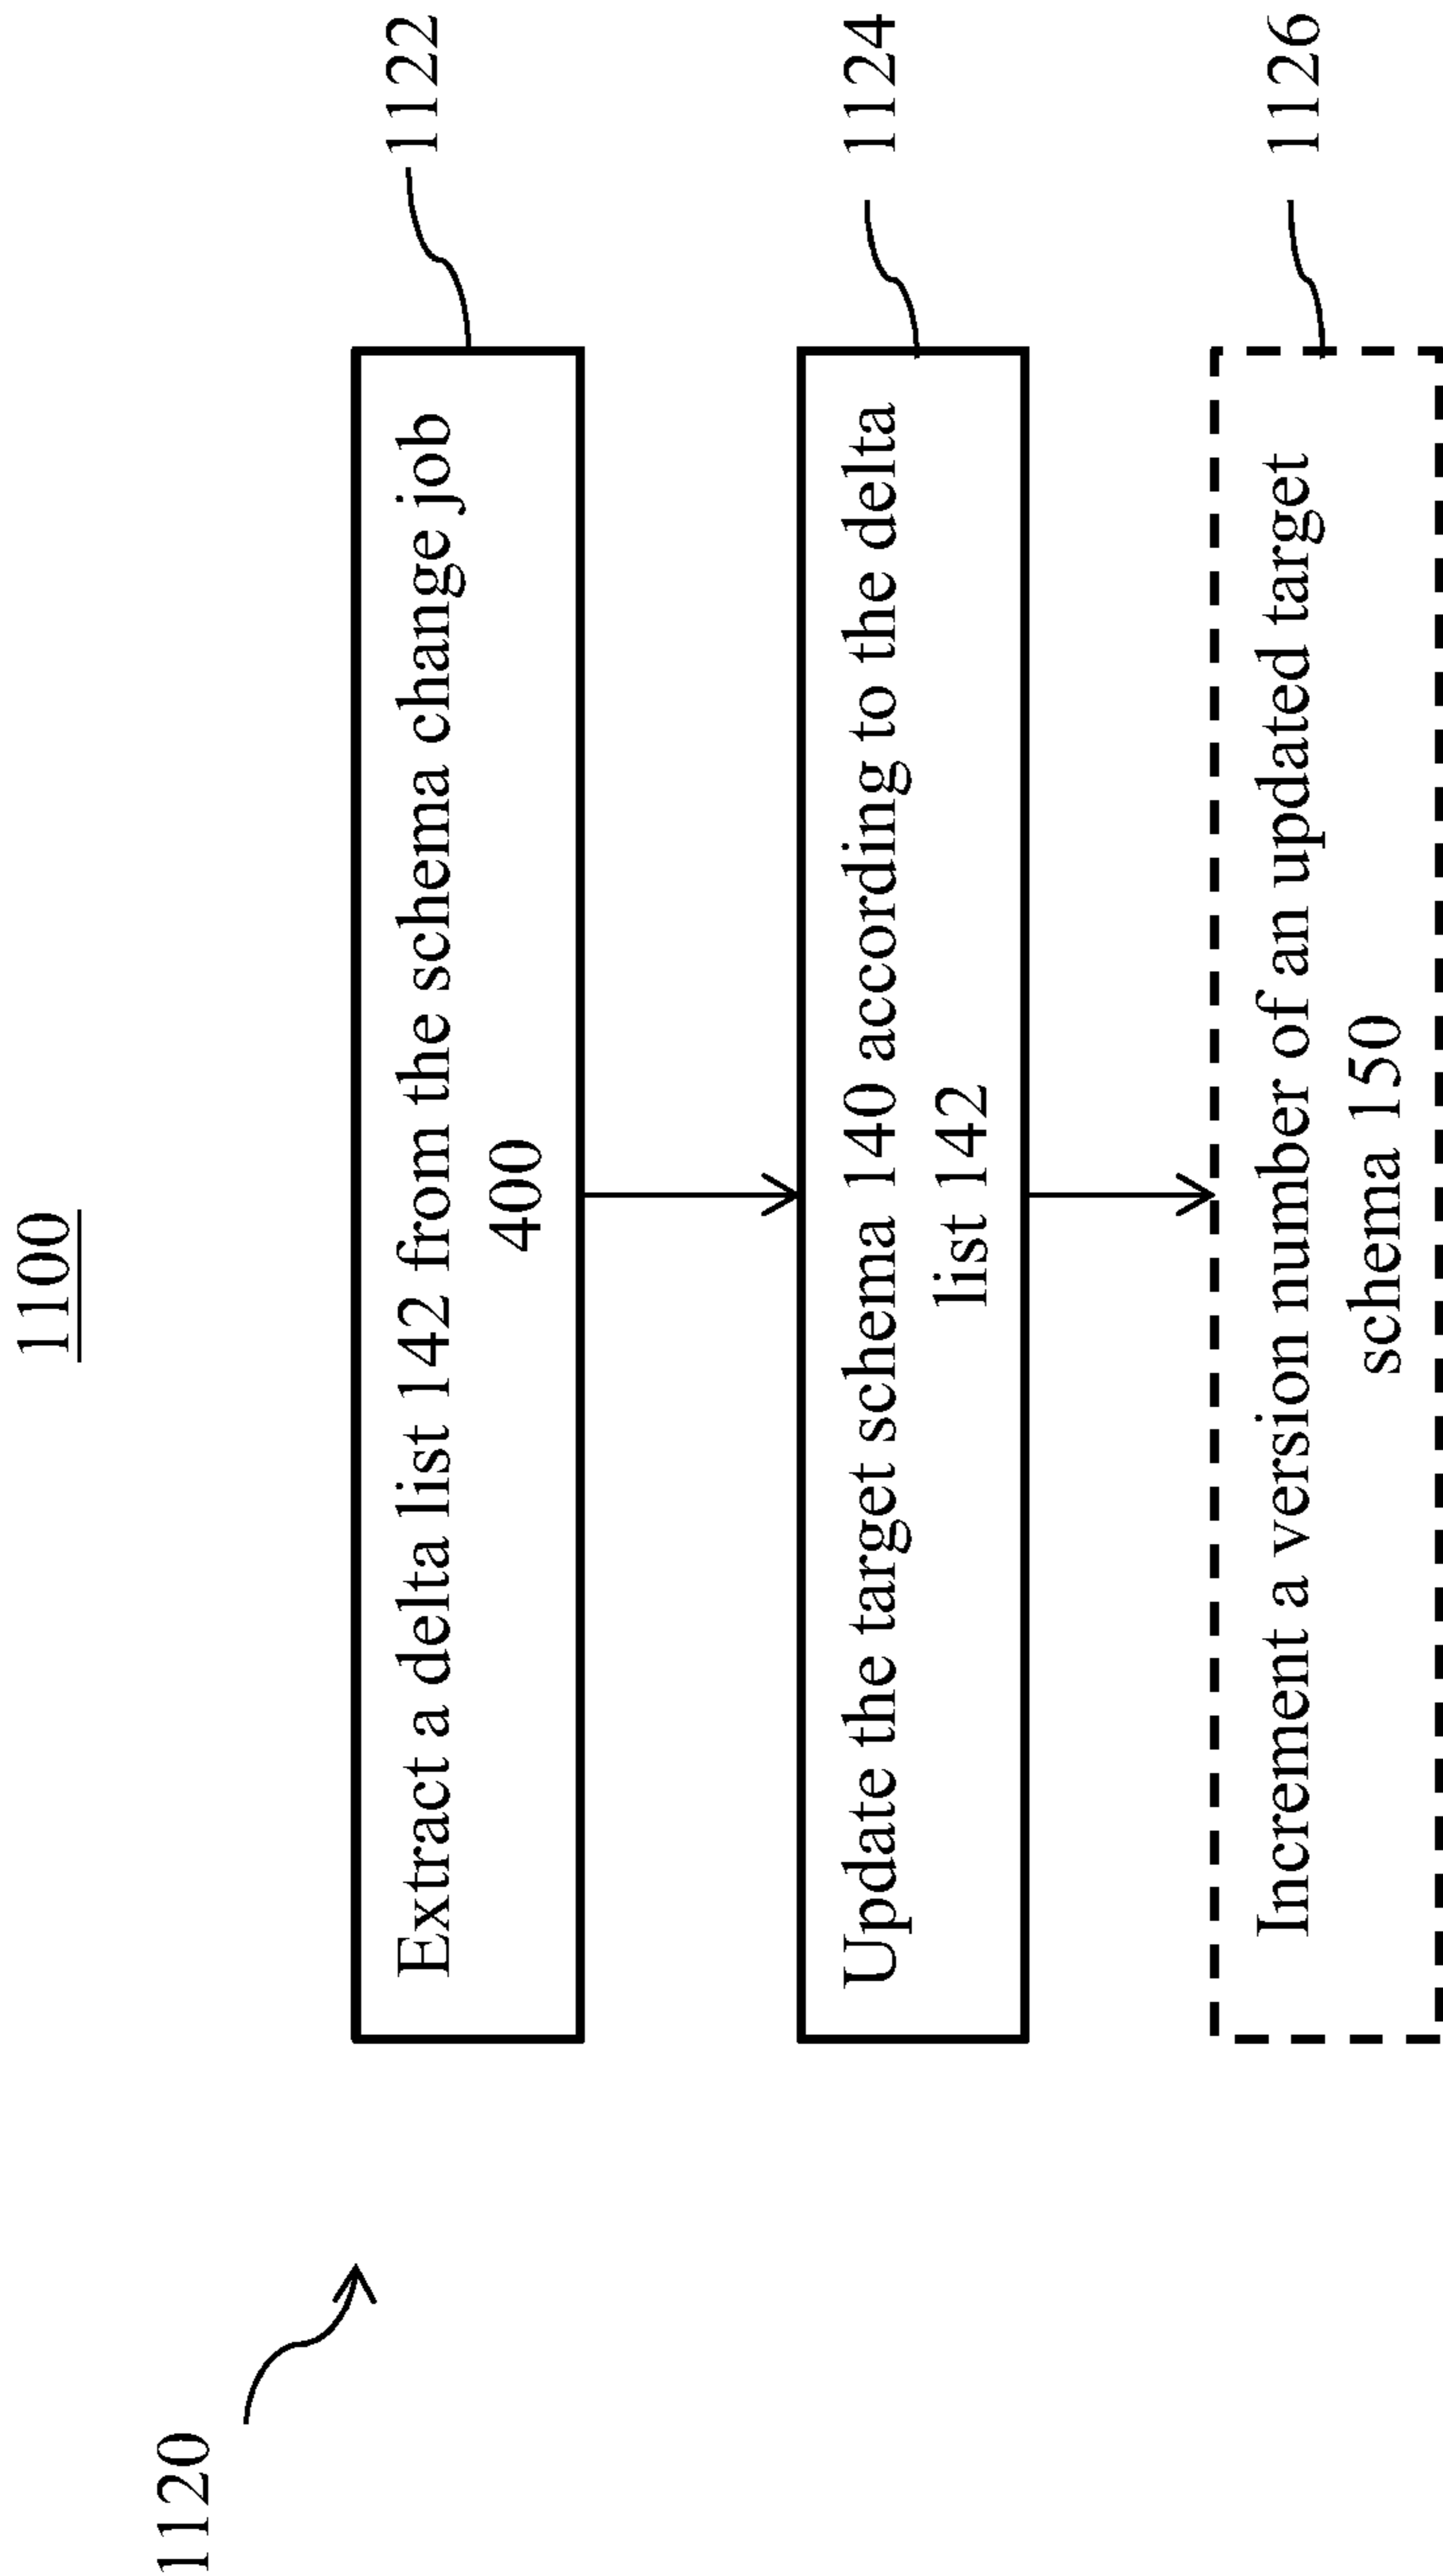 1100
1120
Extract a delta list 142 from the schema change job
400
1122
Update the target schema 140 according to the delta
list 142
1124
Increment a version number of an updated target
schema 150
1126